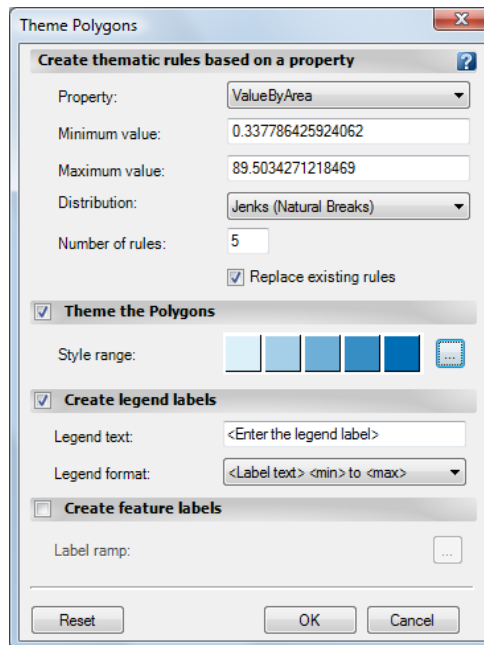 Theme Polygons
Create thematic rules based on a property ?
Property: ValueByArea
Minimum value: 0.337786425924062
Maximum value: 89.5034271218469
Distribution: Jenks (Natural Breaks)
Number of rules: 5
Replace existing rules
Theme the Polygons
Style range: ...
Create legend labels
Legend text: <Enter the legend label>
Legend format: <Label text> <min> to <max>
Create feature labels
Label ramp: ...
Reset OK Cancel